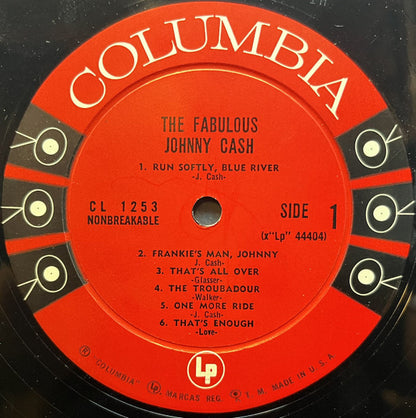 COLUMBIA
THE FABULOUS
JOHNNY CASH
1. RUN SOFTLY, BLUE RIVER
-J. Cash-
CL 1253
NONBREAKABLE
SIDE 1
(x"Lp" 44404)
2. FRANKIE'S MAN, JOHNNY
J. Cash-
3. THAT'S ALL OVER
-Glasser-
4. THE TROUBADOUR
-Walker-
5. ONE MORE RIDE
-J. Cash-
6. THAT'S ENOUGH
-Love-
® "COLUMBIA", MARCAS REG. T. M. MADE IN U.S.A.
Lp